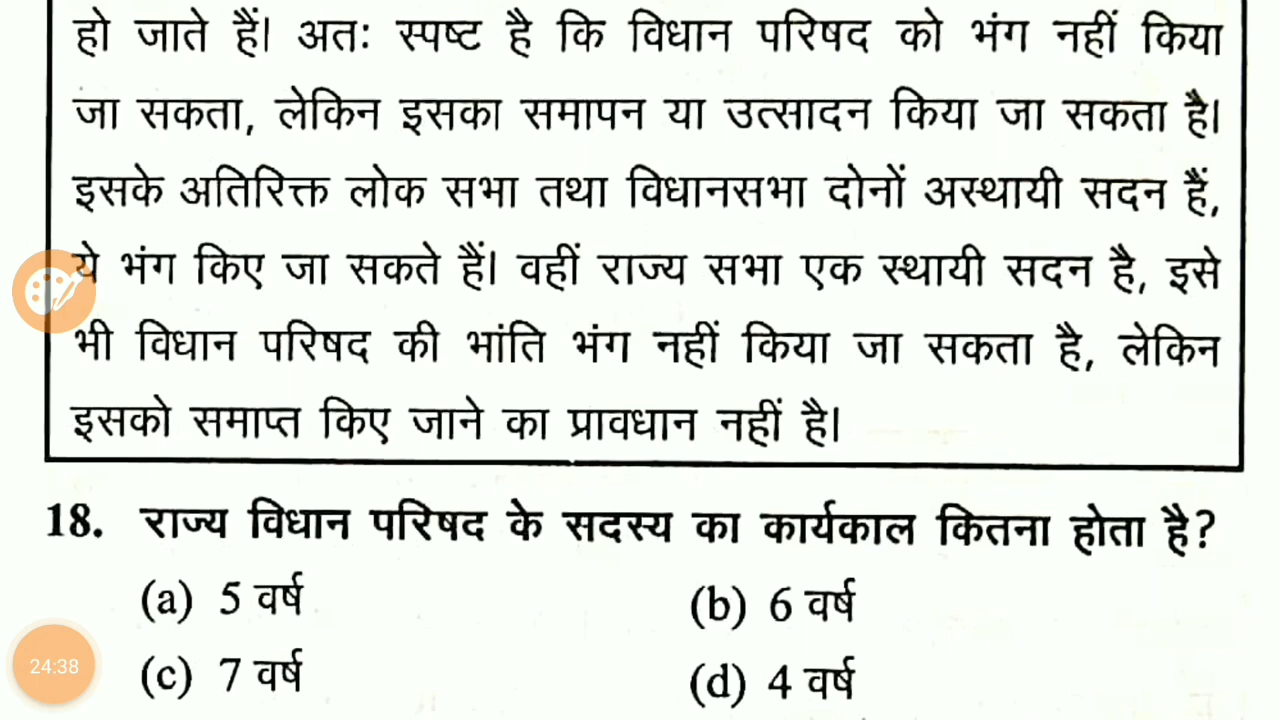 हो जाते हैं। अतः स्पष्ट है कि विधान परिषद को भंग नहीं किया
जा सकता, लेकिन इसका समापन या उत्सादन किया जा सकता है।
इसके अतिरिक्त लोक सभा तथा विधानसभा दोनों अस्थायी सदन हैं,
ये भंग किए जा सकते हैं। वहीं राज्य सभा एक स्थायी सदन है, इसे
भी विधान परिषद की भांति भंग नहीं किया जा सकता है, लेकिन
इसको समाप्त किए जाने का प्रावधान नहीं है।
18. राज्य विधान परिषद के सदस्य का कार्यकाल कितना होता है?
(a) 5 वर्ष (b) 6 वर्ष
(c) 7 वर्ष (d) 4 वर्ष
24:38